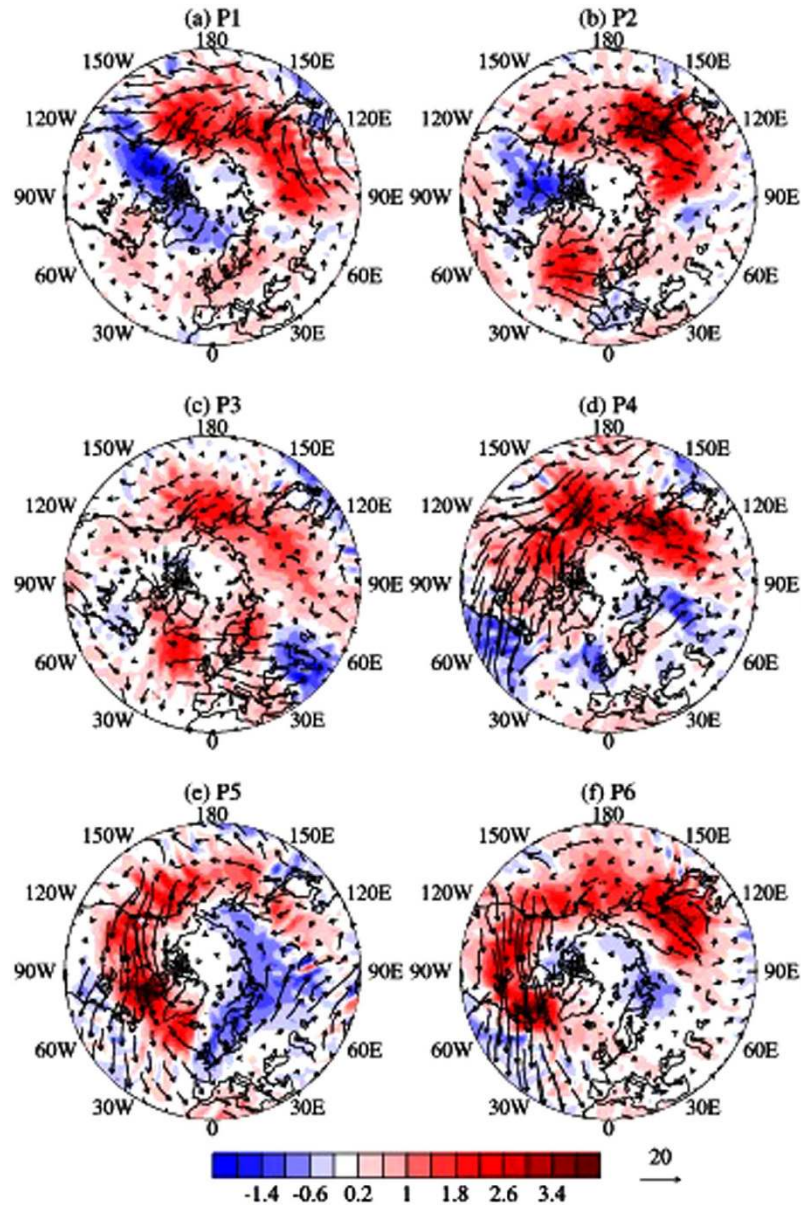 (a) P1 (b) P2
180 180
150W 150E 150W 150E
120W 120E 120W 120E
90W 90E 90W 90E
60W 60E 60W 60E
30W 30E 30W 30E
0 0
(c) P3 (d) P4
180 180
150W 150E 150W 150E
120W 120E 120W 120E
90W 90E 90W 90E
60W 60E 60W 60E
30W 30E 30W 30E
0 0
(e) P5 (f) P6
180 180
150W 150E 150W 150E
120W 120E 120W 120E
90W 90E 90W 90E
60W 60E 60W 60E
30W 30E 30W 30E
0 0
20
-1.4 -0.6 0.2 1 1.8 2.6 3.4